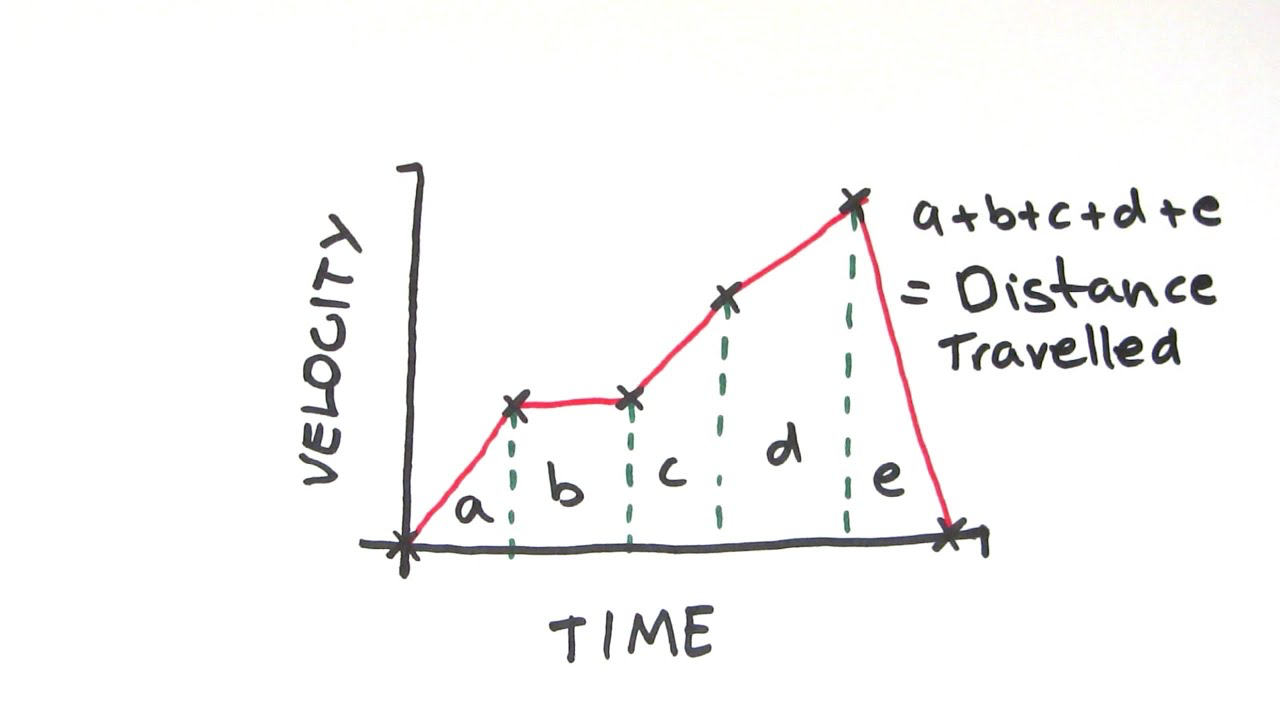 VELOCITY
a+b+c+d+e
= Distance
Travelled
a
b
c
d
e
TIME